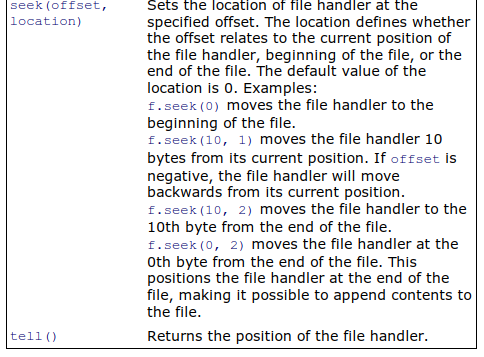 seek(offset,
location)
Sets the location of file handler at the
specified offset. The location defines whether
the offset relates to the current position of
the file handler, beginning of the file, or the
end of the file. The default value of the
location is 0. Examples:
f.seek(0) moves the file handler to the
beginning of the file.
f.seek(10, 1) moves the file handler 10
bytes from its current position. If offset is
negative, the file handler will move
backwards from its current position.
f.seek(10, 2) moves the file handler to the
10th byte from the end of the file.
f.seek(0, 2) moves the file handler at the
0th byte from the end of the file. This
positions the file handler at the end of the
file, making it possible to append contents to
the file.
tell()
Returns the position of the file handler.